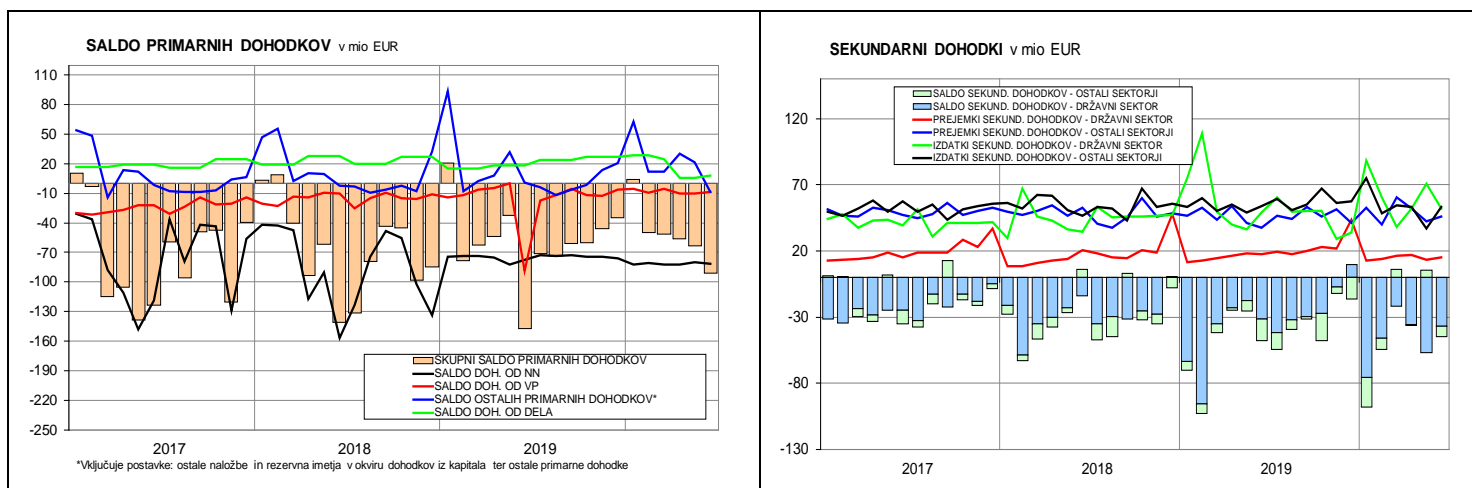 SALDO PRIMARNIH DOHODKOV v mio EUR
110
80
50
20
-10
-40
-70
-100
-130
-160
-190
-220
-250
SKUPNI SALDO PRIMARNIH DOHODKOV
SALDO DOH. OD NN
SALDO DOH. OD VP
SALDO OSTALIH PRIMARNIH DOHODKOV*
SALDO DOH. OD DELA
2017 2018 2019
*Vključuje postavke: ostale naložbe in rezervna imetja v okviru dohodkov iz kapitala ter ostale primarne dohodke
SEKUNDARNI DOHODKI v mio EUR
SALDO SEKUND. DOHODKOV - OSTALI SEKTORJI
SALDO SEKUND. DOHODKOV - DRŽAVNI SEKTOR
PREJEMKI SEKUND. DOHODKOV - DRŽAVNI SEKTOR
PREJEMKI SEKUND. DOHODKOV - OSTALI SEKTORJI
IZDATKI SEKUND. DOHODKOV - DRŽAVNI SEKTOR
IZDATKI SEKUND. DOHODKOV - OSTALI SEKTORJI
120
70
20
-30
-80
-130
2017 2018 2019